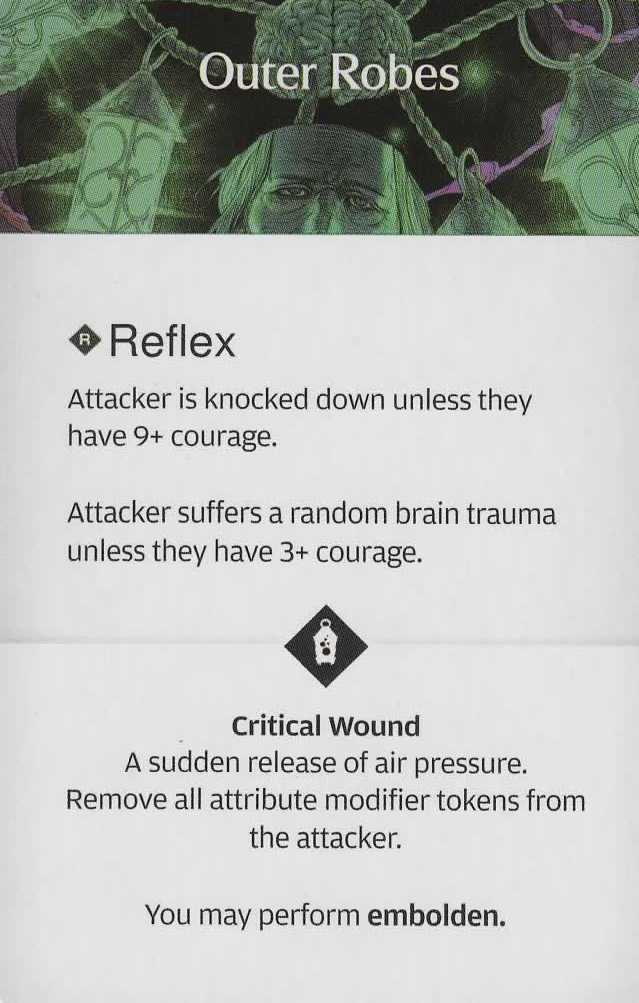 Outer Robes
R Reflex
Attacker is knocked down unless they
have 9+ courage.
Attacker suffers a random brain trauma
unless they have 3+ courage.
Critical Wound
A sudden release of air pressure.
Remove all attribute modifier tokens from
the attacker.
You may perform embolden.